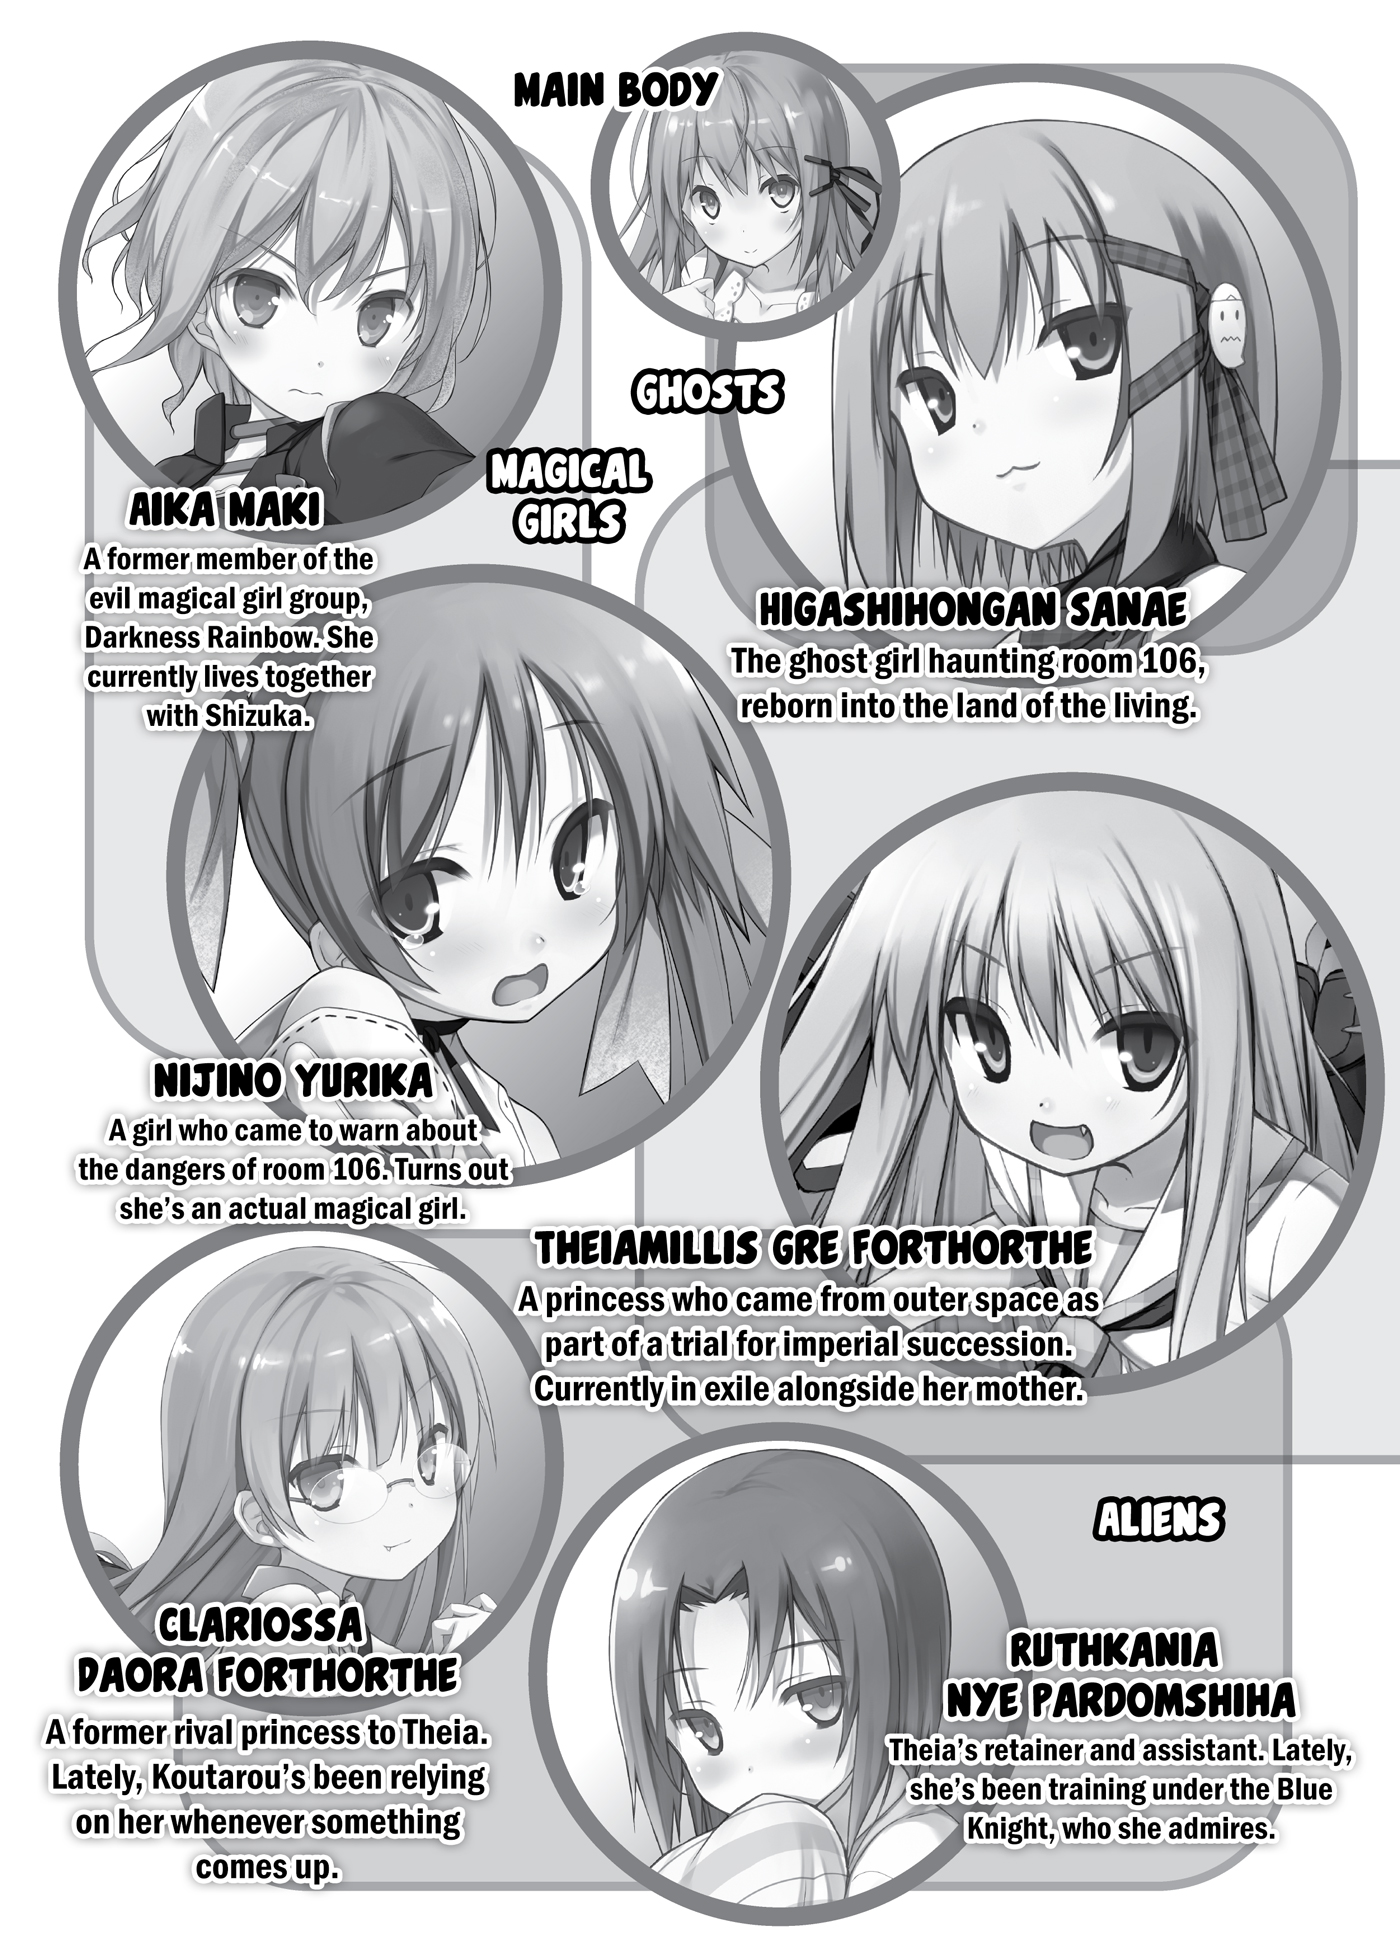 MAIN BODY
GHOSTS
MAGICAL
GIRLS
AIKA MAKI
A former member of the
evil magical girl group,
Darkness Rainbow. She
currently lives together
with Shizuka.
HIGASHIHONGAN SANAE
The ghost girl haunting room 106,
reborn into the land of the living.
NIJINO YURIKA
A girl who came to warn about
the dangers of room 106. Turns out
she's an actual magical girl.
THEIAMILLIS GRE FORTHORTHE
A princess who came from outer space as
part of a trial for imperial succession.
Currently in exile alongside her mother.
ALIENS
CLARIOSSA
DAORA FORTHORTHE
A former rival princess to Theia.
Lately, Koutarou's been relying
on her whenever something
comes up.
RUTHKANIA
NYE PARDOMSHIHA
Theia's retainer and assistant. Lately,
she's been training under the Blue
Knight, who she admires.